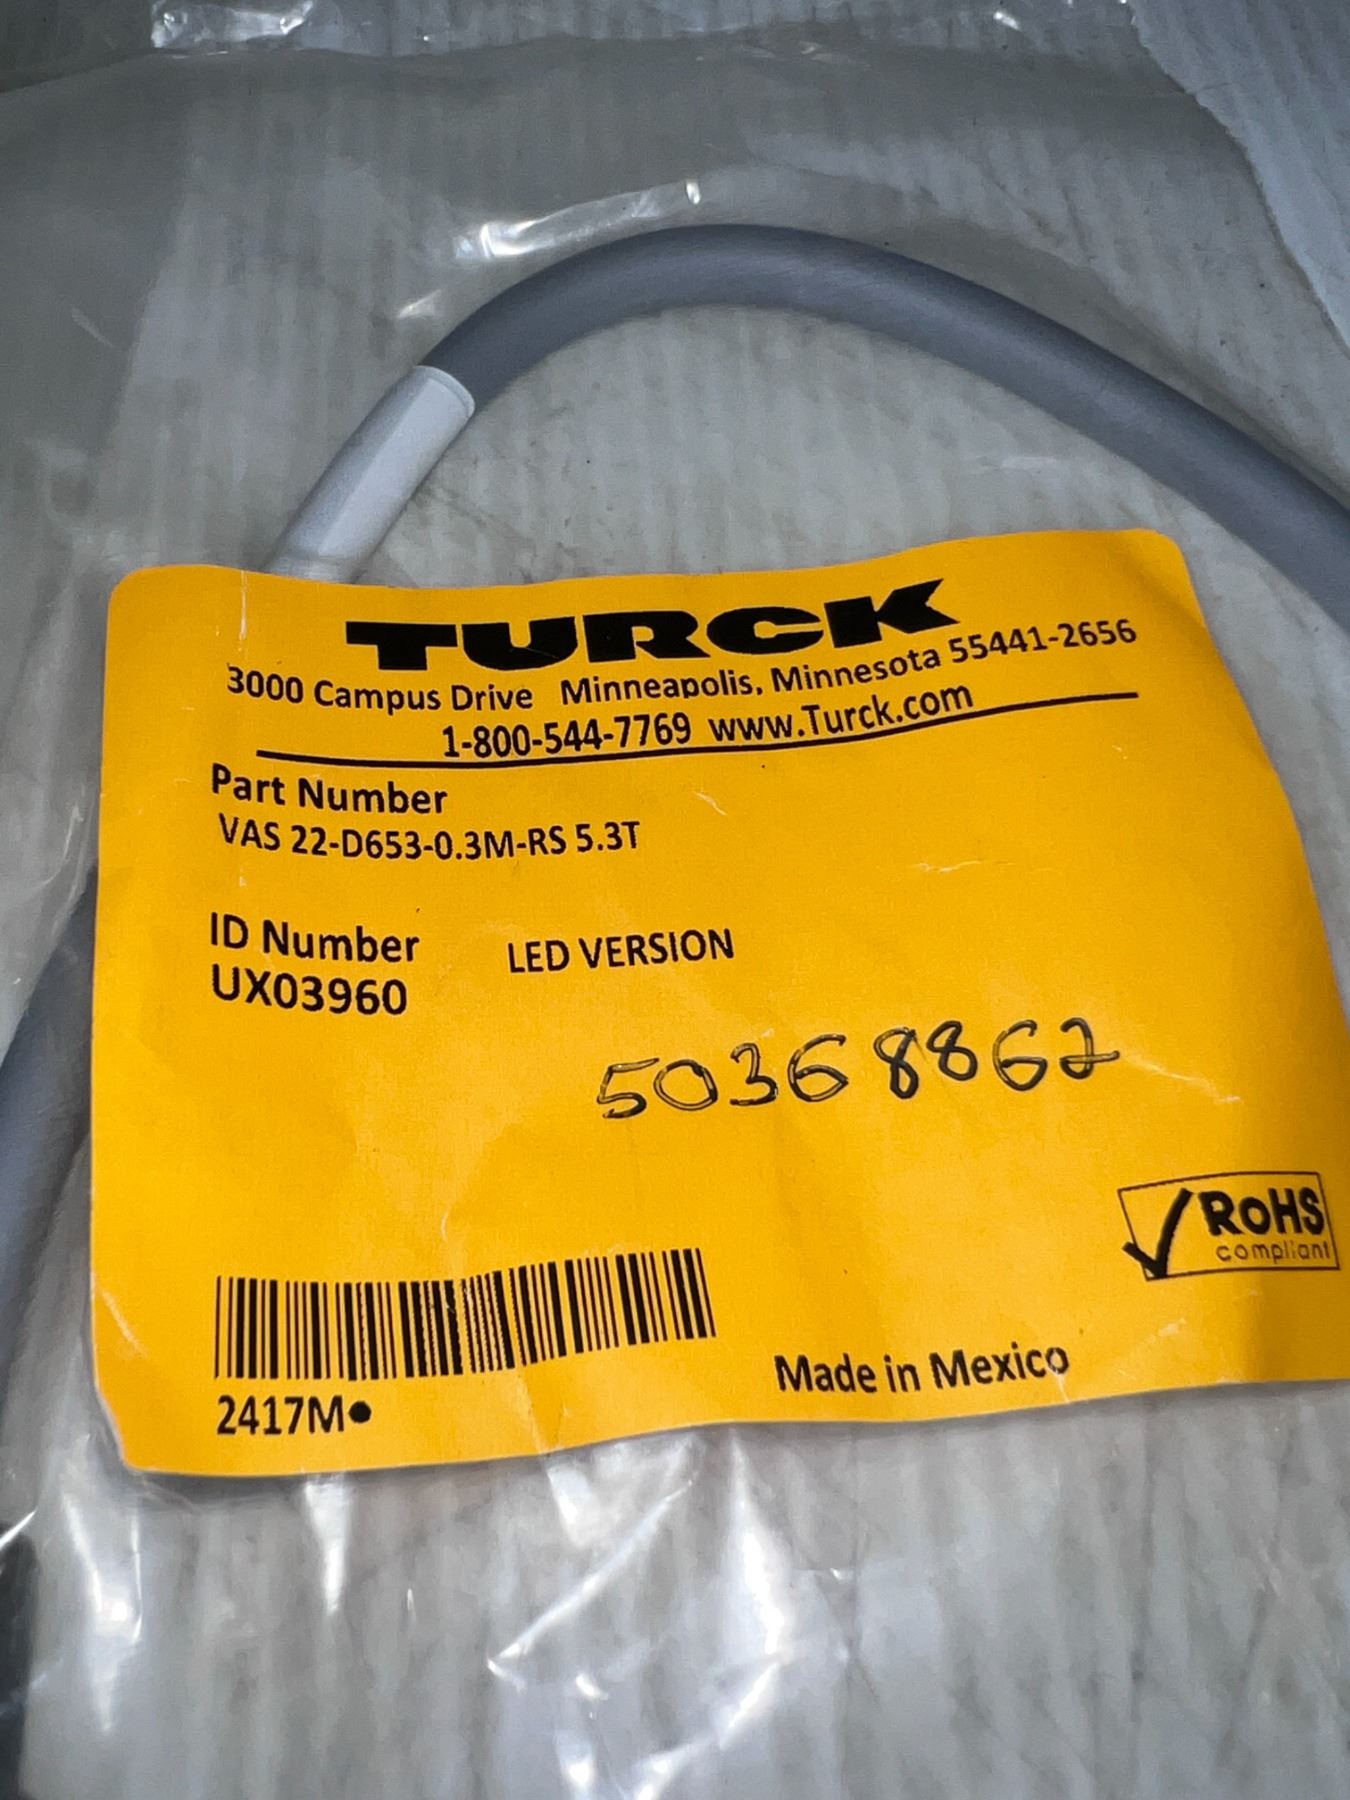 TURCK
3000 Campus Drive Minneapolis, Minnesota 55441-2656
1-800-544-7769 www.Turck.com
Part Number
VAS 22-D653-0.3M-RS 5.3T
ID Number LED VERSION
UX03960
50368862
RoHS
compliant
Made in Mexico
2417M●